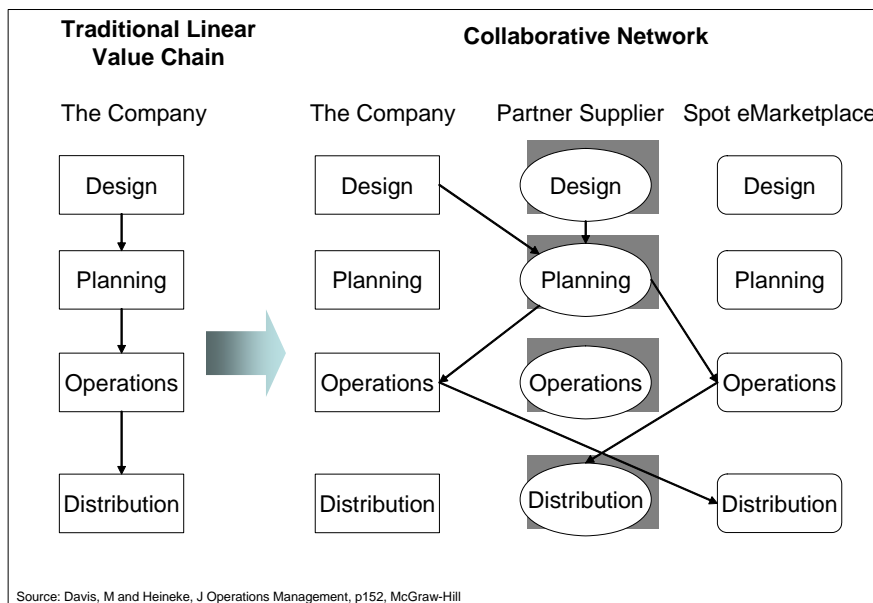 Traditional Linear
Value Chain
Collaborative Network
The Company
The Company
Partner Supplier
Spot eMarketplace
Design
Design
Design
Design
Planning
Planning
Planning
Planning
Operations
Operations
Operations
Operations
Distribution
Distribution
Distribution
Distribution
Source: Davis, M and Heineke, J Operations Management, p152, McGraw-Hill